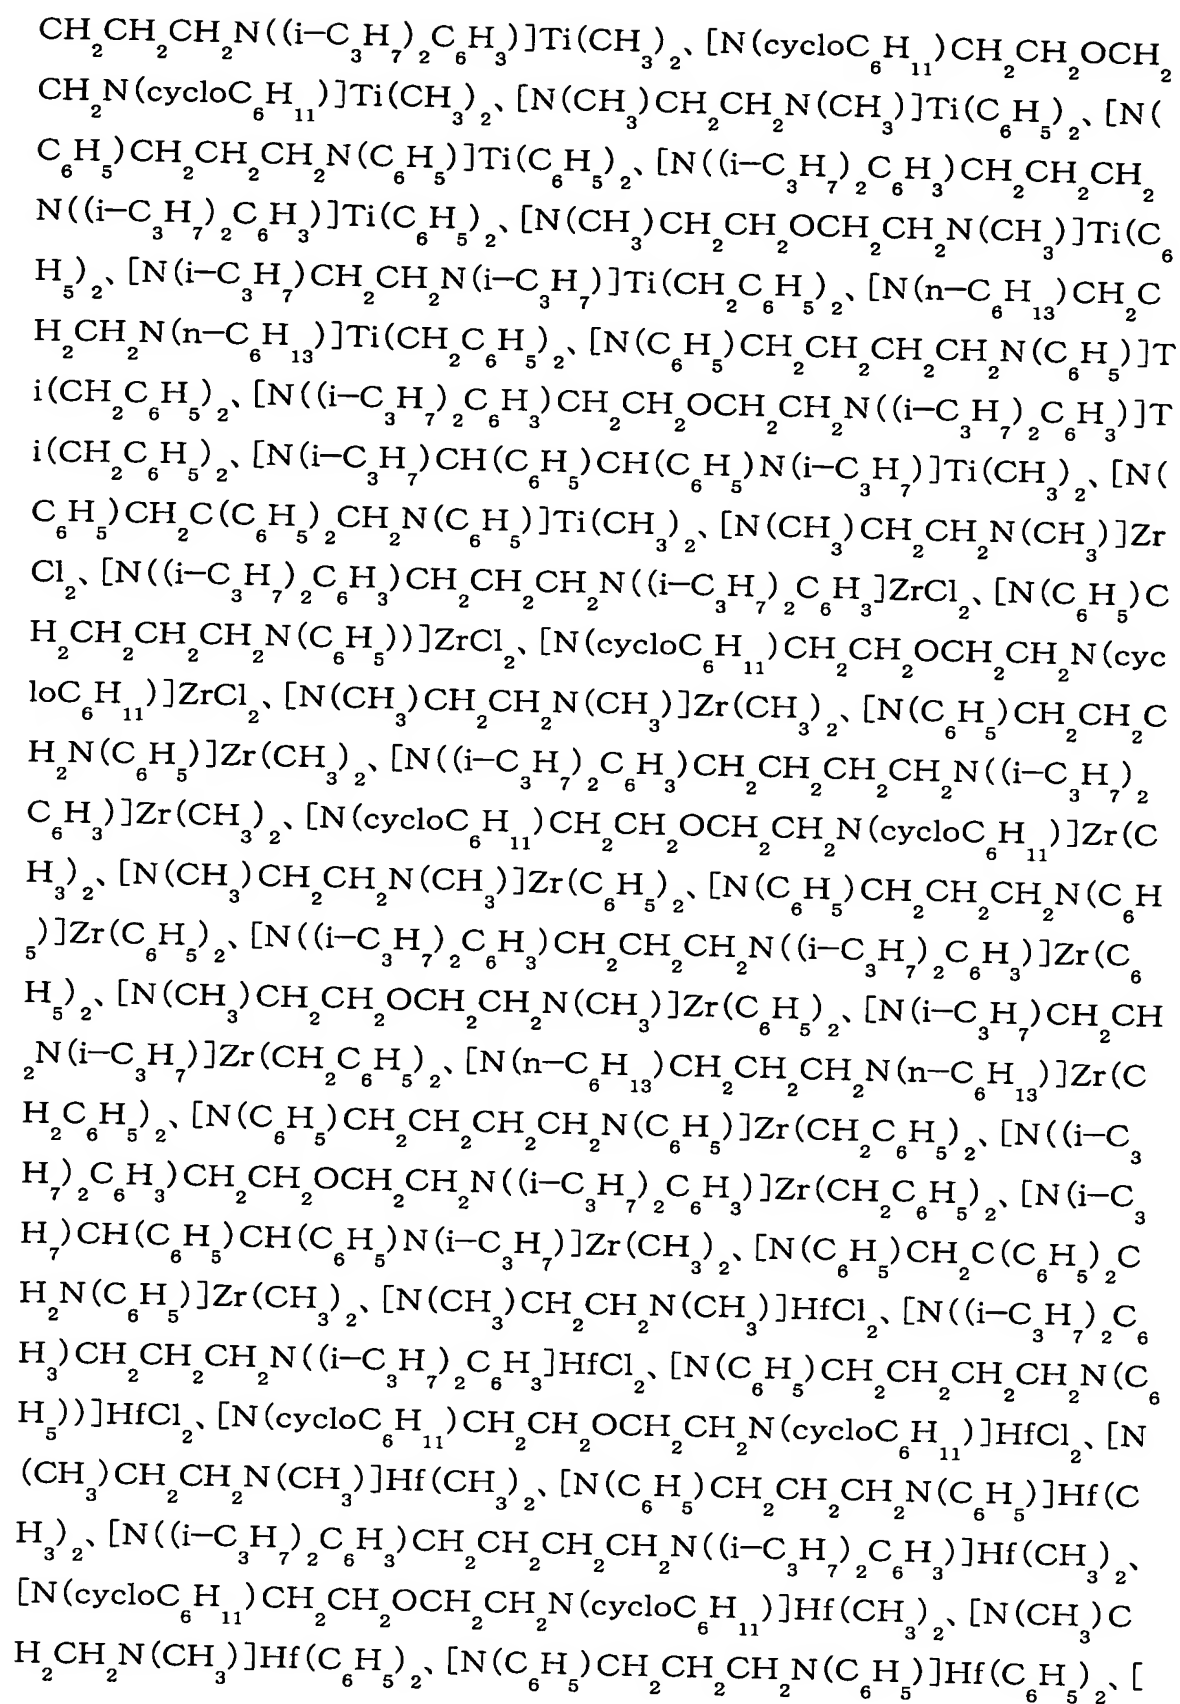 CH₂CH₂CH₂N((i−C₃H₇)₂C₆H₃)]Ti(CH₃)₂、[N(cycloC₆H₁₁)CH₂CH₂OCH₂
CH₂N(cycloC₆H₁₁)]Ti(CH₃)₂、[N(CH₃)CH₂CH₂N(CH₃)]Ti(C₆H₅)₂、[N(
C₆H₅)CH₂CH₂CH₂N(C₆H₅)]Ti(C₆H₅)₂、[N((i−C₃H₇)₂C₆H₃)CH₂CH₂CH₂
N((i−C₃H₇)₂C₆H₃)]Ti(C₆H₅)₂、[N(CH₃)CH₂CH₂OCH₂CH₂N(CH₃)]Ti(C₆
H₅)₂、[N(i−C₃H₇)CH₂CH₂N(i−C₃H₇)]Ti(CH₂C₆H₅)₂、[N(n−C₆H₁₃)CH₂C
H₂CH₂N(n−C₆H₁₃)]Ti(CH₂C₆H₅)₂、[N(C₆H₅)CH₂CH₂CH₂CH₂N(C₆H₅)]T
i(CH₂C₆H₅)₂、[N((i−C₃H₇)₂C₆H₃)CH₂CH₂OCH₂CH₂N((i−C₃H₇)₂C₆H₃)]T
i(CH₂C₆H₅)₂、[N(i−C₃H₇)CH(C₆H₅)CH(C₆H₅)N(i−C₃H₇)]Ti(CH₃)₂、[N(
C₆H₅)CH₂C(C₆H₅)₂CH₂N(C₆H₅)]Ti(CH₃)₂、[N(CH₃)CH₂CH₂N(CH₃)]Zr
Cl₂、[N((i−C₃H₇)₂C₆H₃)CH₂CH₂CH₂N((i−C₃H₇)₂C₆H₃]ZrCl₂、[N(C₆H₅)C
H₂CH₂CH₂CH₂N(C₆H₅))]ZrCl₂、[N(cycloC₆H₁₁)CH₂CH₂OCH₂CH₂N(cyc
loC₆H₁₁)]ZrCl₂、[N(CH₃)CH₂CH₂N(CH₃)]Zr(CH₃)₂、[N(C₆H₅)CH₂CH₂C
H₂N(C₆H₅)]Zr(CH₃)₂、[N((i−C₃H₇)₂C₆H₃)CH₂CH₂CH₂CH₂N((i−C₃H₇)₂
C₆H₃)]Zr(CH₃)₂、[N(cycloC₆H₁₁)CH₂CH₂OCH₂CH₂N(cycloC₆H₁₁)]Zr(C
H₃)₂、[N(CH₃)CH₂CH₂N(CH₃)]Zr(C₆H₅)₂、[N(C₆H₅)CH₂CH₂CH₂N(C₆H
₅)]Zr(C₆H₅)₂、[N((i−C₃H₇)₂C₆H₃)CH₂CH₂CH₂N((i−C₃H₇)₂C₆H₃)]Zr(C₆
H₅)₂、[N(CH₃)CH₂CH₂OCH₂CH₂N(CH₃)]Zr(C₆H₅)₂、[N(i−C₃H₇)CH₂CH
₂N(i−C₃H₇)]Zr(CH₂C₆H₅)₂、[N(n−C₆H₁₃)CH₂CH₂CH₂N(n−C₆H₁₃)]Zr(C
H₂C₆H₅)₂、[N(C₆H₅)CH₂CH₂CH₂CH₂N(C₆H₅)]Zr(CH₂C₆H₅)₂、[N((i−C₃
H₇)₂C₆H₃)CH₂CH₂OCH₂CH₂N((i−C₃H₇)₂C₆H₃)]Zr(CH₂C₆H₅)₂、[N(i−C₃
H₇)CH(C₆H₅)CH(C₆H₅)N(i−C₃H₇)]Zr(CH₃)₂、[N(C₆H₅)CH₂C(C₆H₅)₂C
H₂N(C₆H₅)]Zr(CH₃)₂、[N(CH₃)CH₂CH₂N(CH₃)]HfCl₂、[N((i−C₃H₇)₂C₆
H₃)CH₂CH₂CH₂N((i−C₃H₇)₂C₆H₃]HfCl₂、[N(C₆H₅)CH₂CH₂CH₂CH₂N(C₆
H₅))]HfCl₂、[N(cycloC₆H₁₁)CH₂CH₂OCH₂CH₂N(cycloC₆H₁₁)]HfCl₂、[N
(CH₃)CH₂CH₂N(CH₃)]Hf(CH₃)₂、[N(C₆H₅)CH₂CH₂CH₂N(C₆H₅)]Hf(C
H₃)₂、[N((i−C₃H₇)₂C₆H₃)CH₂CH₂CH₂CH₂N((i−C₃H₇)₂C₆H₃)]Hf(CH₃)₂、
[N(cycloC₆H₁₁)CH₂CH₂OCH₂CH₂N(cycloC₆H₁₁)]Hf(CH₃)₂、[N(CH₃)C
H₂CH₂N(CH₃)]Hf(C₆H₅)₂、[N(C₆H₅)CH₂CH₂CH₂N(C₆H₅)]Hf(C₆H₅)₂、[